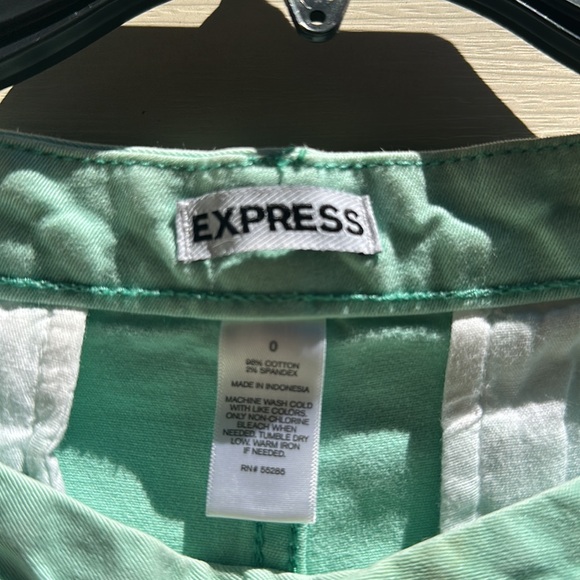 EXPRESS
0
98% COTTON
2% SPANDEX
MADE IN INDONESIA
MACHINE WASH COLD
WITH LIKE COLORS.
ONLY NON-CHLORINE
BLEACH WHEN
NEEDED. TUMBLE DRY
LOW. WARM IRON
IF NEEDED.
RN# 55285